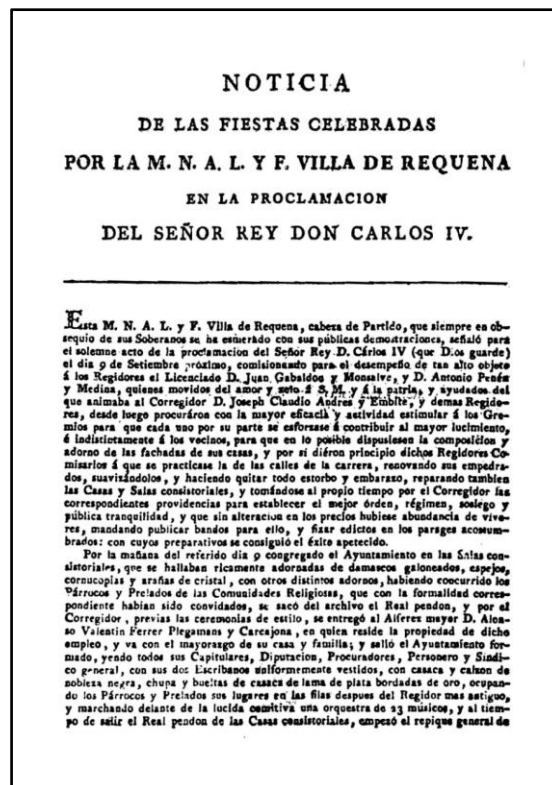 NOTICIA
DE LAS FIESTAS CELEBRADAS
POR LA M. N. A. L. Y F. VILLA DE REQUENA
EN LA PROCLAMACION
DEL SEÑOR REY DON CARLOS IV.
Esta M. N. A. L. y F. Villa de Requena, cabeza de Partido, que siempre en ob-
sequio de sus Soberanos se ha esmerado con sus públicas demostraciones, señaló para
el solemne acto de la proclamacion del Señor Rey D. Cárlos IV (que Dios guarde)
el dia 9 de Setiembre próximo, comisionando para el desempeño de tan alto objeto
á los Regidores el Licenciado D. Juan Gabaldon y Monsalve, y D. Antonio Penén
y Medina, quienes movidos del amor y zelo á S. M. y á la patria, y ayudados del
que animaba al Corregidor D. Joseph Claudio Andres y Embite, y demas Regido-
res, desde luego procuráron con la mayor eficacia y actividad estimular á los Gre-
mios para que cada uno por su parte se esforzase á contribuir al mayor lucimiento,
é indistintamente á los vecinos, para que en lo posible dispusiesen la composicion y
adorno de las fachadas de sus casas, y por sí diéron principio dichos Regidores Co-
misarios á que se practicase la de las calles de la carrera, renovando sus empedra-
dos, suavizándolos, y haciendo quitar todo estorbo y embarazo, reparando tambien
las Casas y Salas consistoriales, y tomándose al propio tiempo por el Corregidor las
correspondientes providencias para establecer el mejor órden, régimen, sosiego y
pública tranquilidad, y que sin alteracion en los precios hubiese abundancia de vive-
res, mandando publicar bandos para ello, y fixar edictos en los parages acostum-
brados: con cuyos preparativos se consiguió el éxito apetecido.
Por la mañana del referido dia 9 congregado el Ayuntamiento en las Salas con-
sistoriales, que se hallaban ricamente adornadas de damascos galoneados, espejos,
cornucopias y arañas de cristal, con otros distintos adornos, habiendo concurrido los
Párrocos y Prelados de las Comunidades Religiosas, que con la formalidad corres-
pondiente habian sido convidados, se sacó del archivo el Real pendon, y por el
Corregidor, previas las ceremonias de estilo, se entregó al Alferez mayor D. Alon-
so Valentin Ferrer Plegamans y Carcajona, en quien reside la propiedad de dicho
empleo, y va con el mayorazgo de su casa y familia; y salió el Ayuntamiento for-
mado, yendo todos sus Capitulares, Diputacion, Procuradores, Personero y Síndi-
co general, con sus dos Escribanos uniformemente vestidos, con casaca y calzon de
nobleza negra, chupa y bueltas de casaca de lama de plata bordadas de oro, ocupan-
do los Párrocos y Prelados sus lugares en las filas despues del Regidor mas antiguo,
y marchando delante de la lucida comitiva una orquestra de 23 músicos, y al tiem-
po de salir el Real pendon de las Casas consistoriales, empezó el repique general de